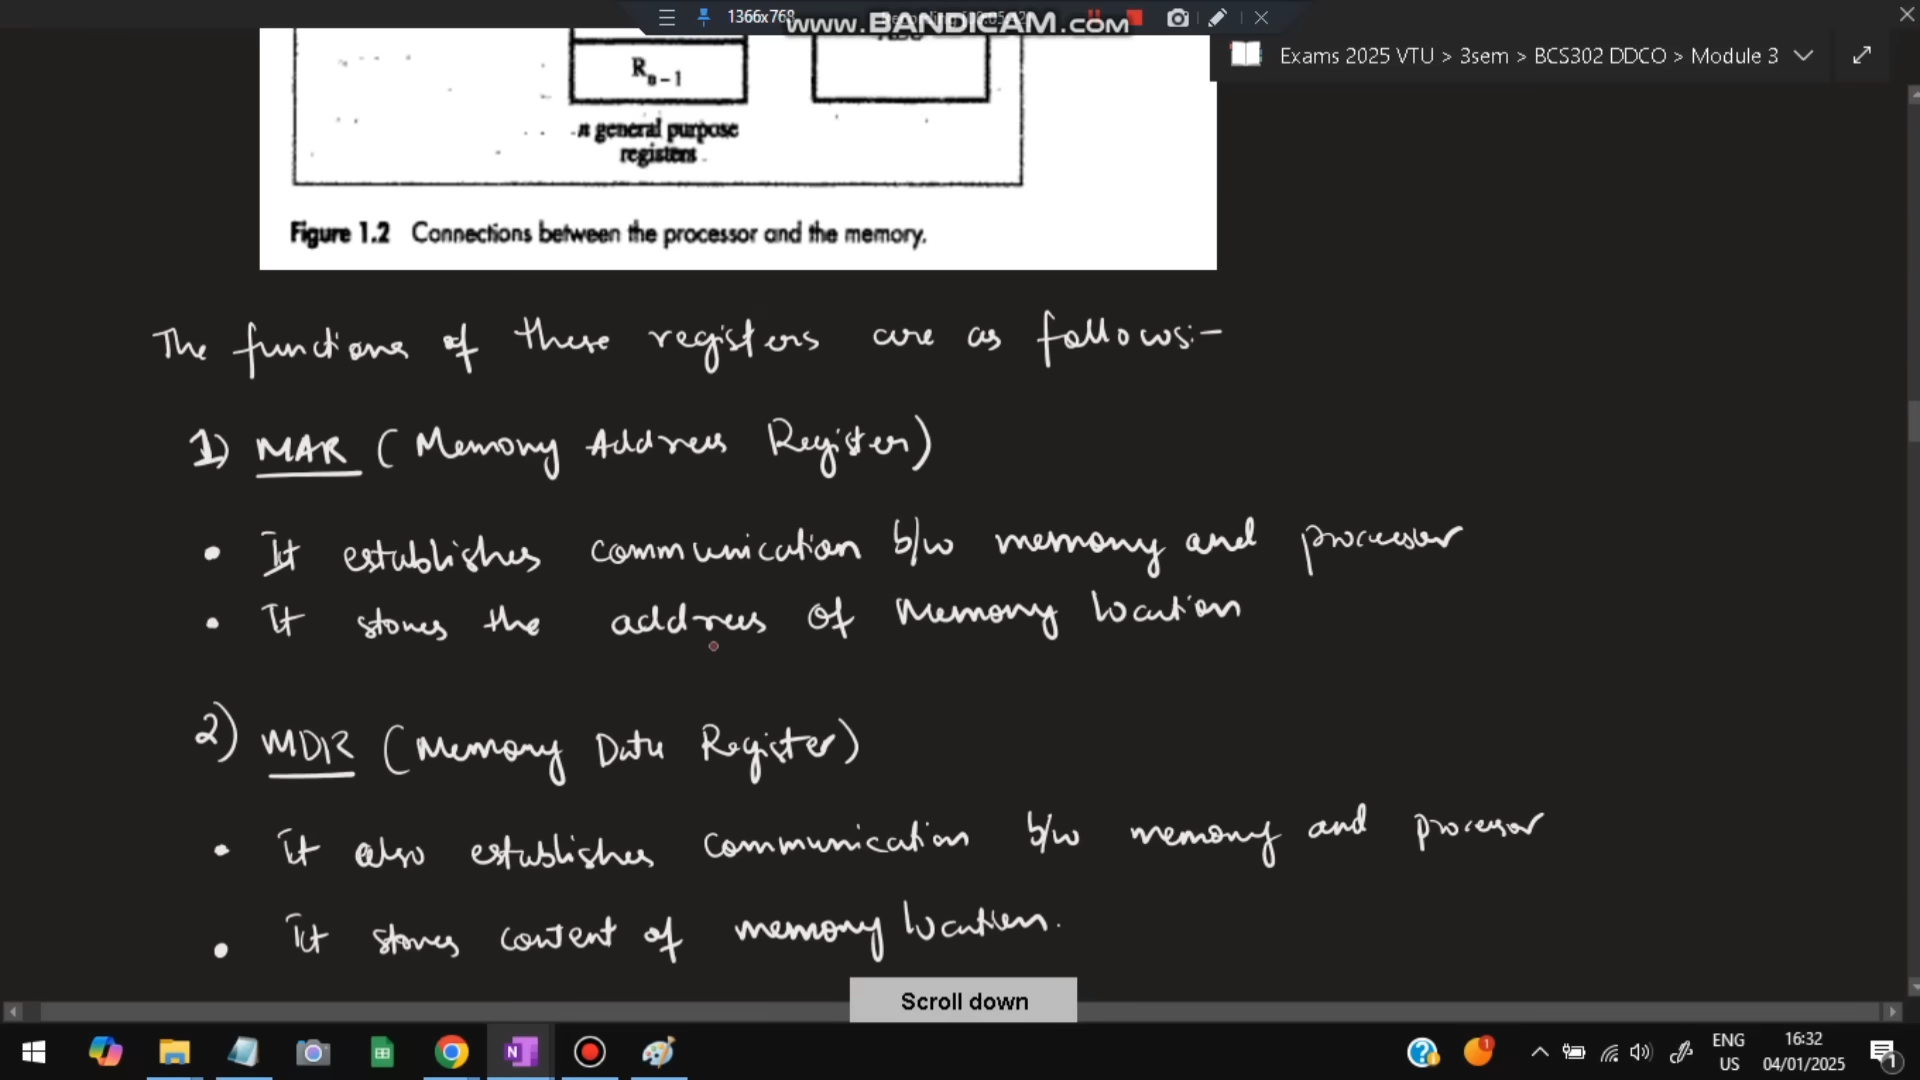 1366x768
www.BANDICAM.COM
Exams 2025 VTU > 3sem > BCS302 DDCO > Module 3
Rn-1
n general purpose
registers
Figure 1.2 Connections between the processor and the memory.
The functions of these registers are as follows:-
1) MAR (Memory Address Register)
• It establishes communication b/w memory and processor
• It stores the address of Memory location
2) MDR (Memory Data Register)
• It also establishes communication b/w memory and processor
• It stores content of memory location.
Scroll down
ENG
US
16:32
04/01/2025
1
1